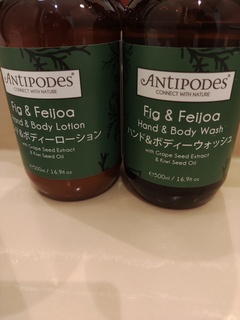 ANTIPODES®
CONNECT WITH NATURE
Fig & Feijoa
Hand & Body Lotion
&ボディーローション
with Grape Seed Extract
& Kiwi Seed Oil
500ml / 16.9fl oz
ANTIPODES®
CONNECT WITH NATURE
Fig & Feijoa
Hand & Body Wash
ハンド&ボディーウォッシュ
with Grape Seed Extract
& Kiwi Seed Oil
e500ml / 16.9fl oz